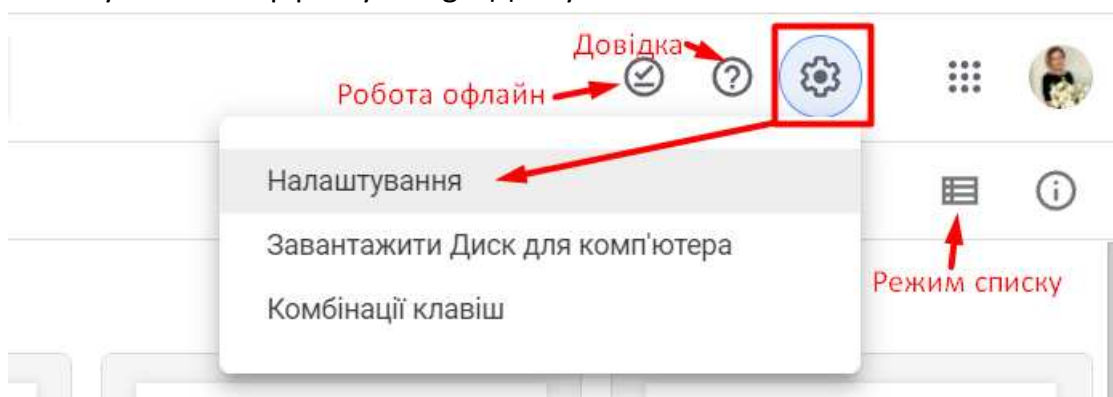 Довідка
Робота офлайн
Налаштування
Завантажити Диск для комп'ютера
Комбінації клавіш
Режим списку